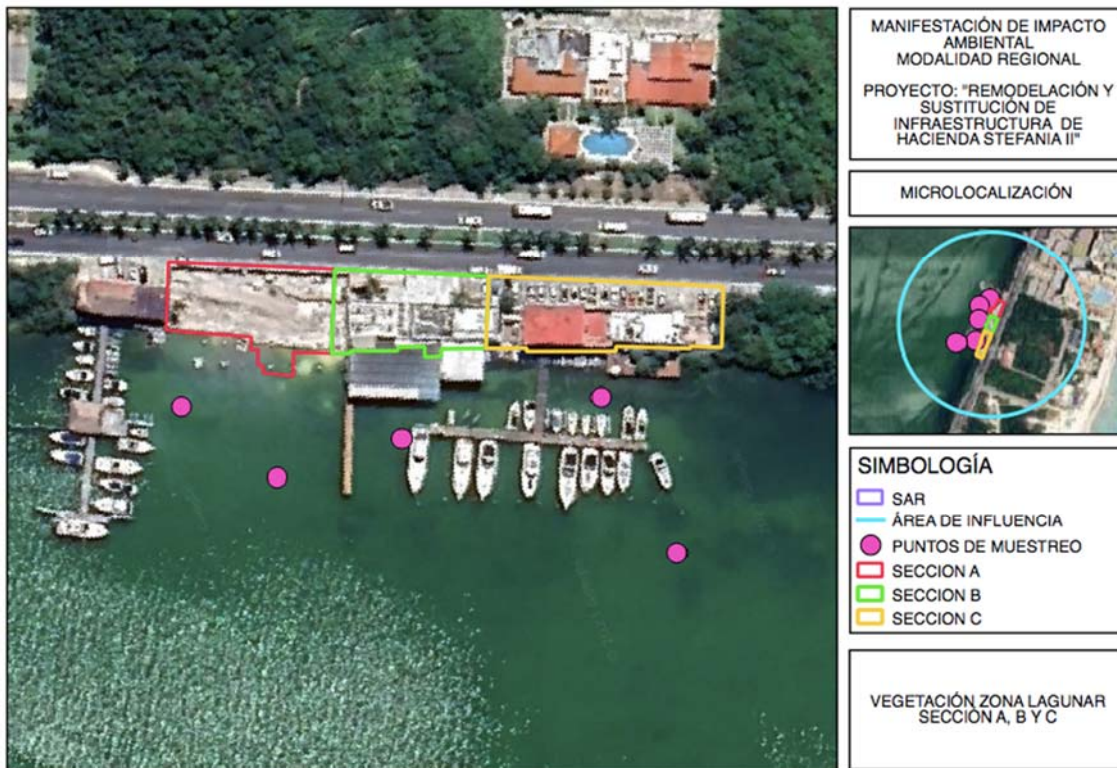 MANIFESTACIÓN DE IMPACTO
AMBIENTAL
MODALIDAD REGIONAL
PROYECTO: "REMODELACIÓN Y
SUSTITUCIÓN DE
INFRAESTRUCTURA DE
HACIENDA STEFANIA II"
MICROLOCALIZACIÓN
SIMBOLOGÍA
SAR
ÁREA DE INFLUENCIA
PUNTOS DE MUESTREO
SECCION A
SECCION B
SECCION C
VEGETACIÓN ZONA LAGUNAR
SECCIÓN A, B Y C